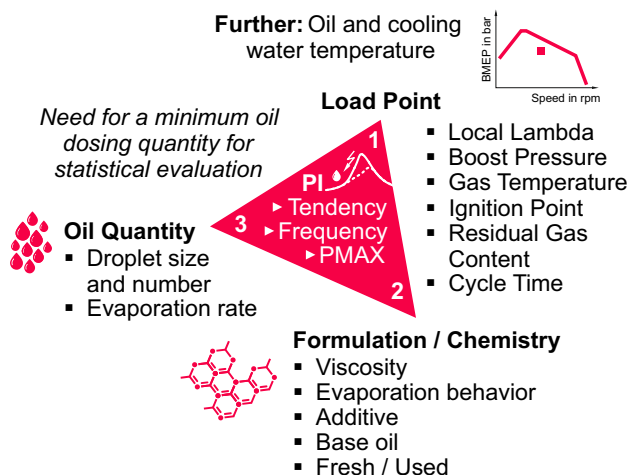 Further: Oil and cooling
water temperature
BMEP in bar
Speed in rpm
Load Point
Need for a minimum oil
dosing quantity for
statistical evaluation
1
PI
▸ Tendency
▸ Frequency
▸ PMAX
3
2
▪ Local Lambda
▪ Boost Pressure
▪ Gas Temperature
▪ Ignition Point
▪ Residual Gas
Content
▪ Cycle Time
Oil Quantity
▪ Droplet size
and number
▪ Evaporation rate
Formulation / Chemistry
▪ Viscosity
▪ Evaporation behavior
▪ Additive
▪ Base oil
▪ Fresh / Used